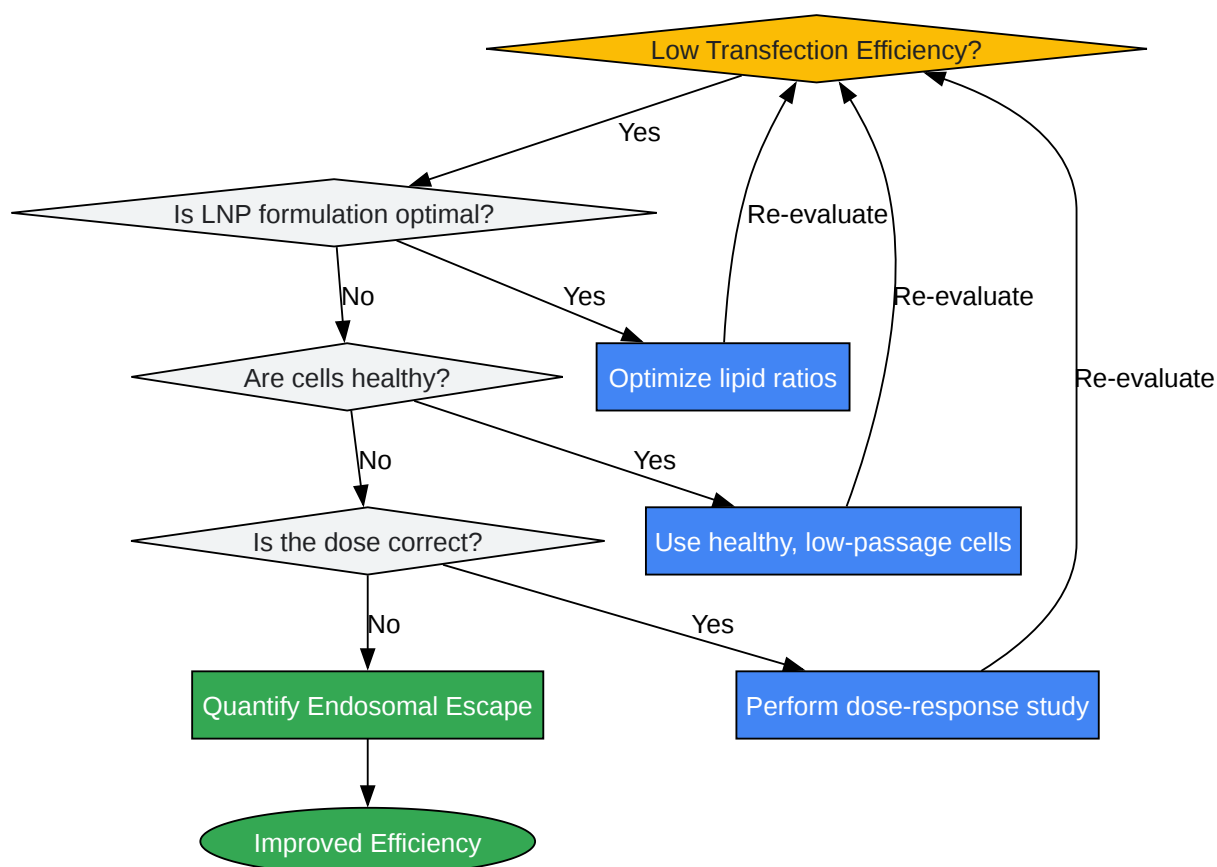 Low Transfection Efficiency?
Yes
Is LNP formulation optimal?
Re-evaluate
No
Yes
Re-evaluate
Are cells healthy?
Optimize lipid ratios
Re-evaluate
No
Yes
Is the dose correct?
Use healthy, low-passage cells
No
Yes
Quantify Endosomal Escape
Perform dose-response study
Improved Efficiency